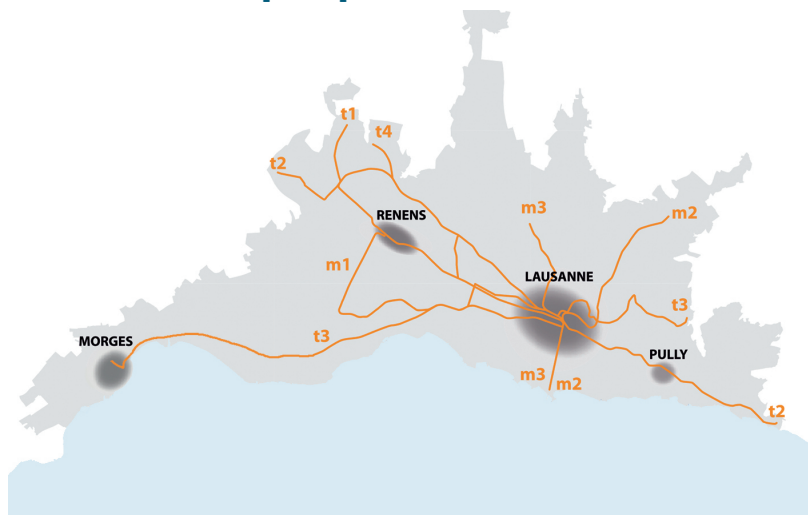 t1
t4
t2
RENENS
m3
m2
m1
LAUSANNE
t3
t3
MORGES
PULLY
m3
m2
t2